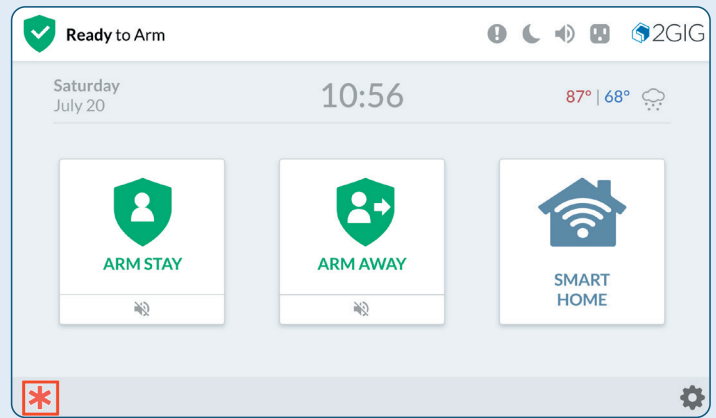 Ready to Arm
2GIG
Saturday
July 20
10:56
87° | 68°
ARM STAY
ARM AWAY
SMART
HOME